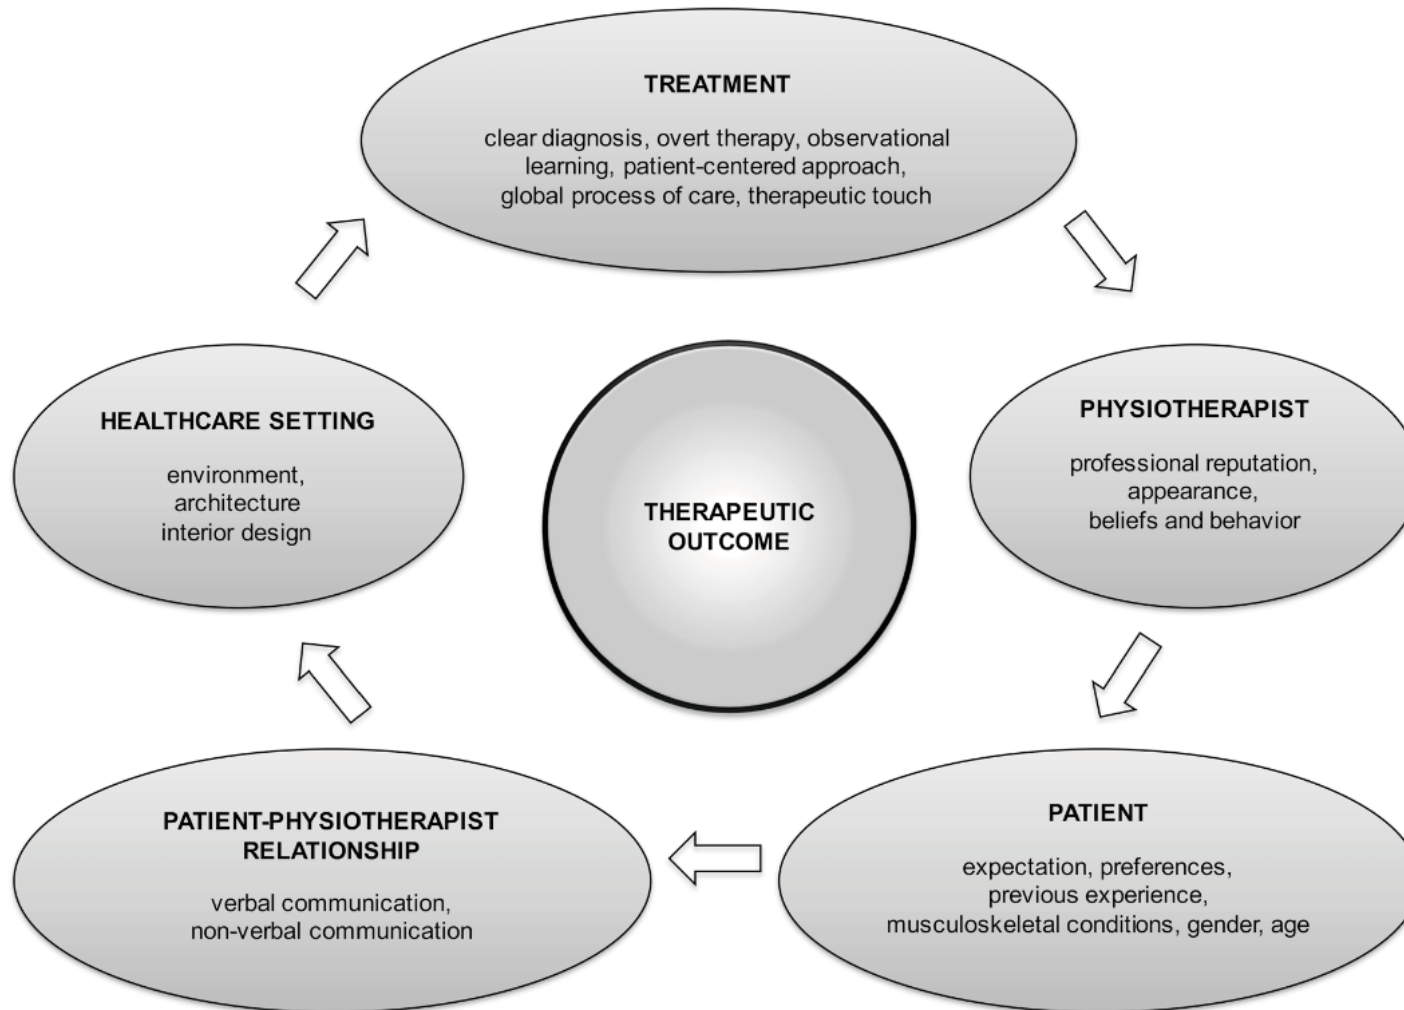 TREATMENT
clear diagnosis, overt therapy, observational
learning, patient-centered approach,
global process of care, therapeutic touch
HEALTHCARE SETTING
environment,
architecture
interior design
THERAPEUTIC
OUTCOME
PHYSIOTHERAPIST
professional reputation,
appearance,
beliefs and behavior
PATIENT-PHYSIOTHERAPIST
RELATIONSHIP
verbal communication,
non-verbal communication
PATIENT
expectation, preferences,
previous experience,
musculoskeletal conditions, gender, age